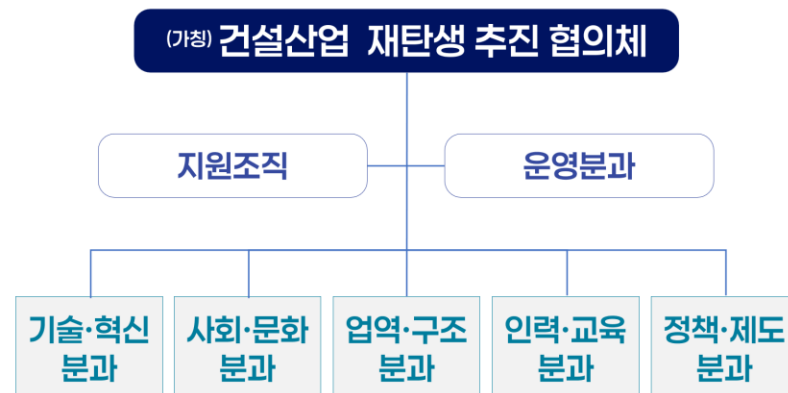 (가칭) 건설산업 재탄생 추진 협의체
지원조직
운영분과
기술·혁신
분과
사회·문화
분과
업역·구조
분과
인력·교육
분과
정책·제도
분과